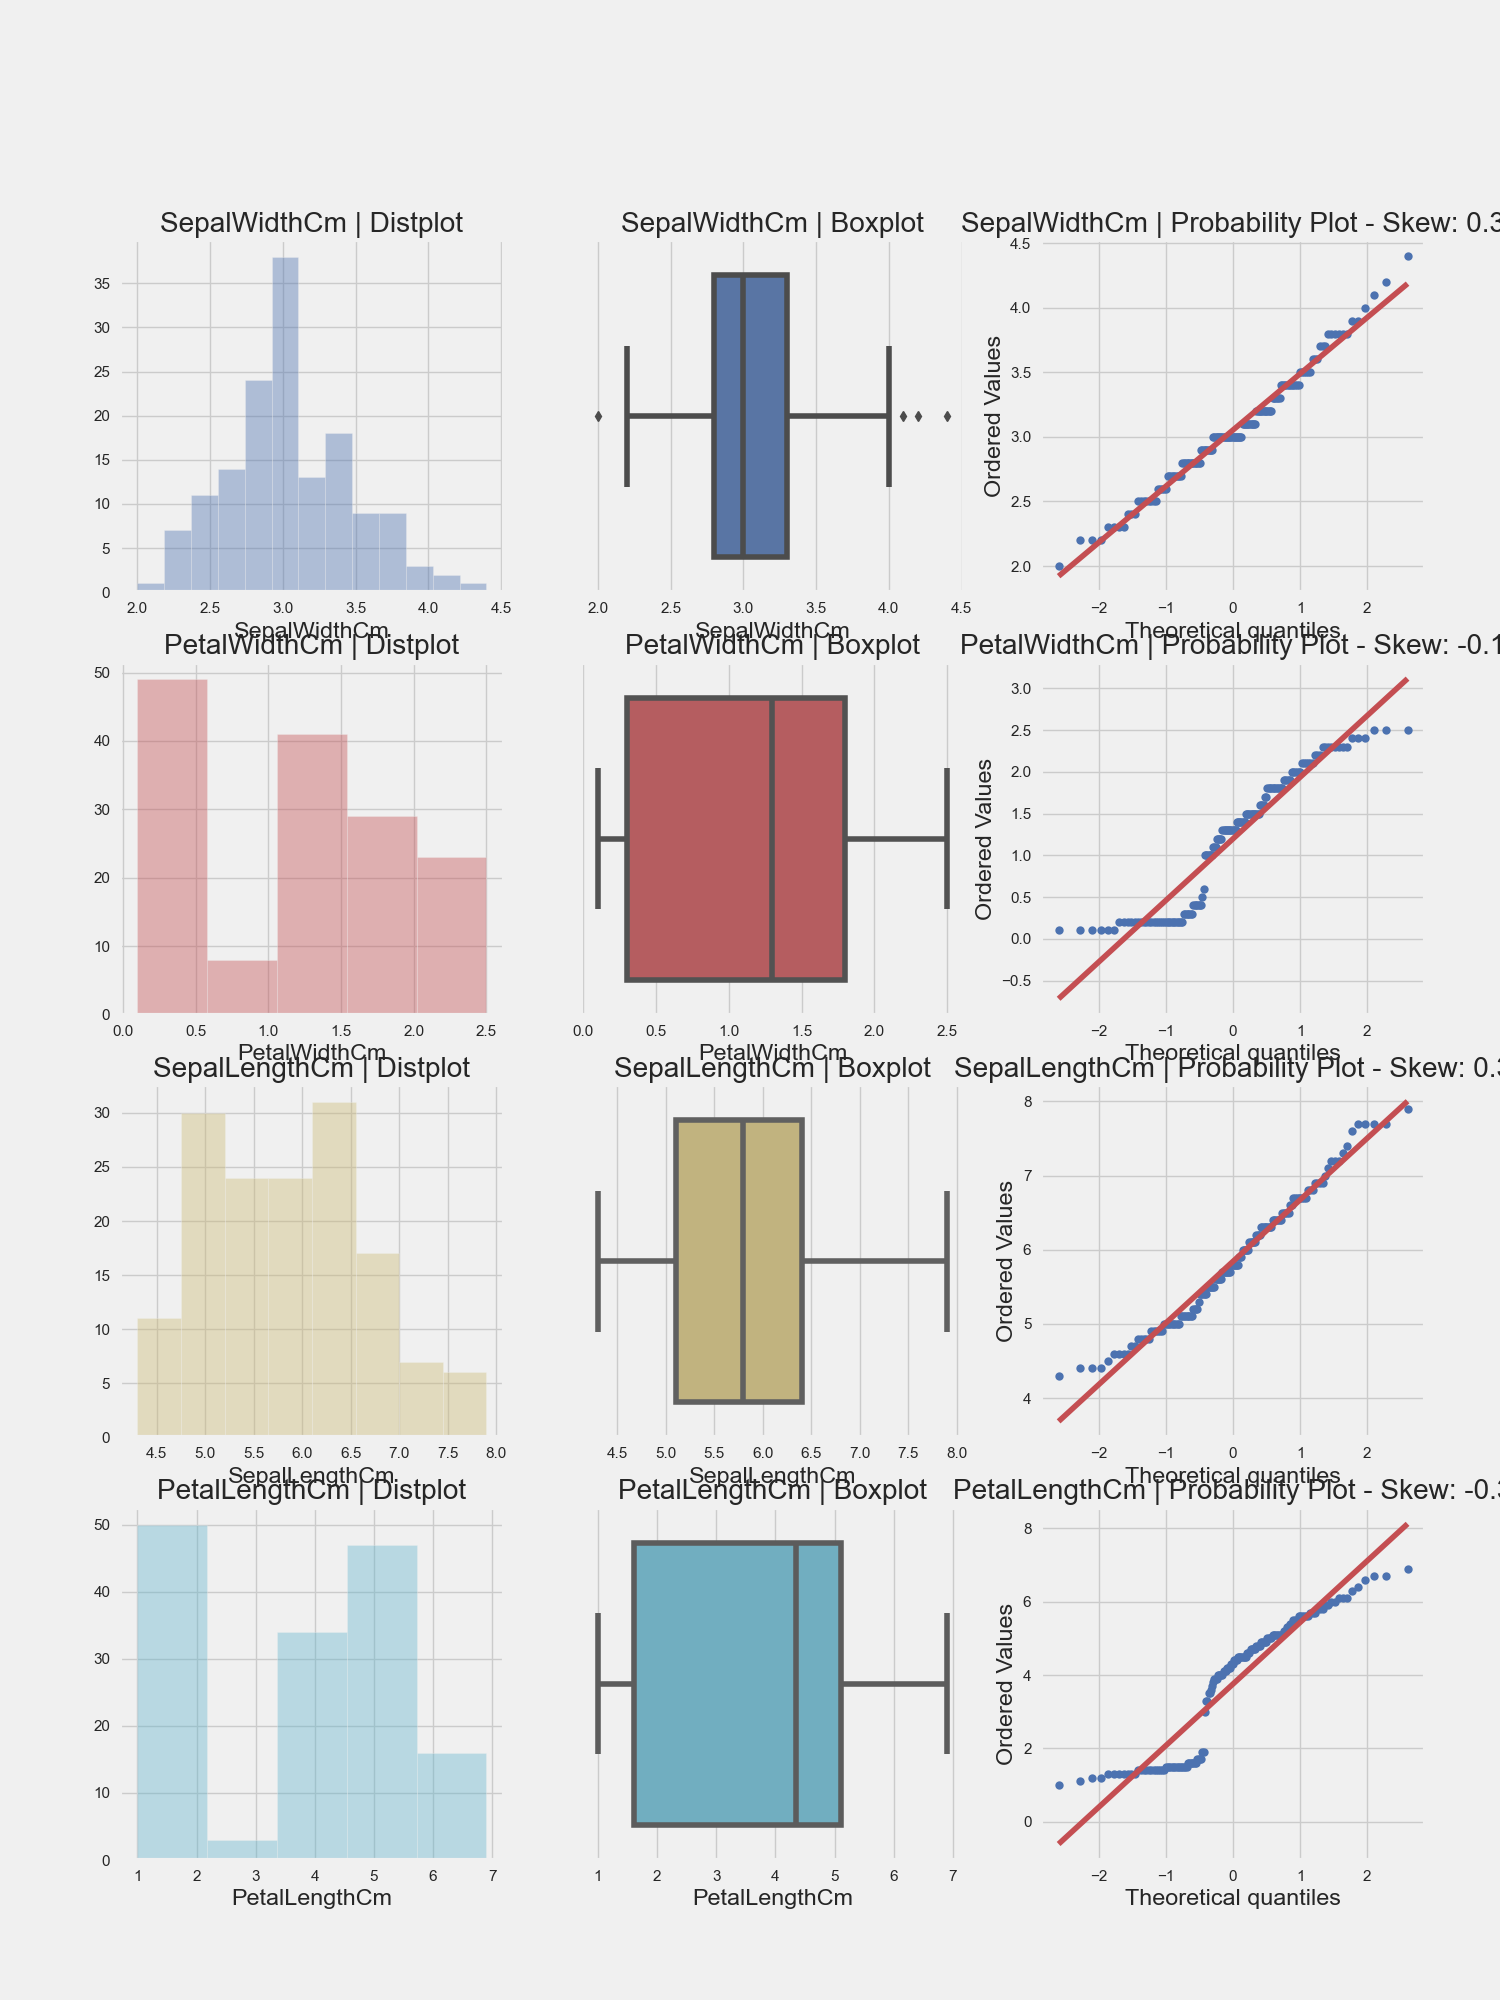 SepalWidthCm | Distplot
35
30
25
20
15
10
5
0
2.0 2.5 3.0 3.5 4.0 4.5
SepalWidthCm
SepalWidthCm | Boxplot
2.0 2.5 3.0 3.5 4.0 4.5
SepalWidthCm
SepalWidthCm | Probability Plot - Skew: 0.3
Ordered Values
4.5
4.0
3.5
3.0
2.5
2.0
−2 −1 0 1 2
Theoretical quantiles
PetalWidthCm | Distplot
50
40
30
20
10
0
0.0 0.5 1.0 1.5 2.0 2.5
PetalWidthCm
PetalWidthCm | Boxplot
0.0 0.5 1.0 1.5 2.0 2.5
PetalWidthCm
PetalWidthCm | Probability Plot - Skew: -0.1
Ordered Values
3.0
2.5
2.0
1.5
1.0
0.5
0.0
−0.5
−2 −1 0 1 2
Theoretical quantiles
SepalLengthCm | Distplot
30
25
20
15
10
5
0
4.5 5.0 5.5 6.0 6.5 7.0 7.5 8.0
SepalLengthCm
SepalLengthCm | Boxplot
4.5 5.0 5.5 6.0 6.5 7.0 7.5 8.0
SepalLengthCm
SepalLengthCm | Probability Plot - Skew: 0.3
Ordered Values
8
7
6
5
4
−2 −1 0 1 2
Theoretical quantiles
PetalLengthCm | Distplot
50
40
30
20
10
0
1 2 3 4 5 6 7
PetalLengthCm
PetalLengthCm | Boxplot
1 2 3 4 5 6 7
PetalLengthCm
PetalLengthCm | Probability Plot - Skew: -0.3
Ordered Values
8
6
4
2
0
−2 −1 0 1 2
Theoretical quantiles